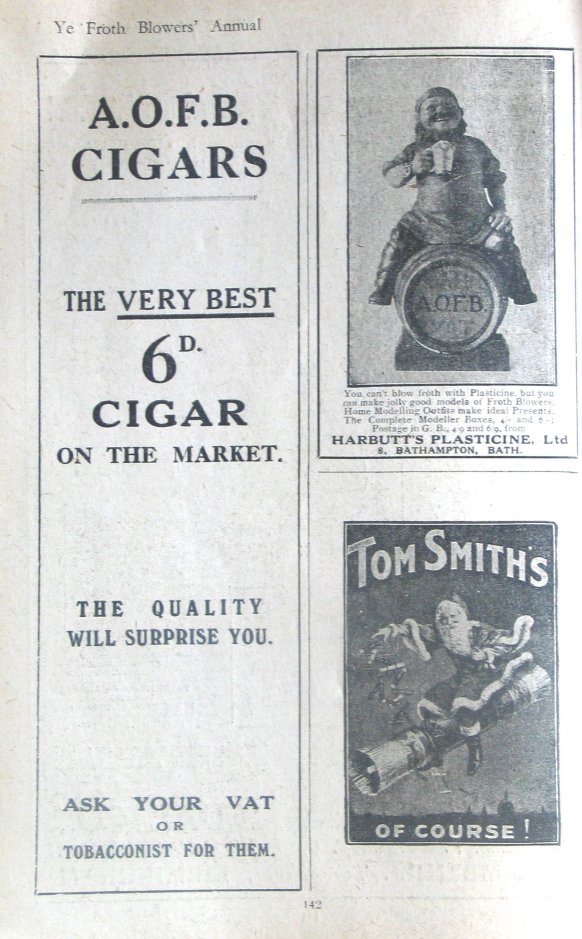 Ye Froth Blowers' Annual
A.O.F.B.
CIGARS
THE VERY BEST
6D.
CIGAR
ON THE MARKET.
THE QUALITY
WILL SURPRISE YOU.
ASK YOUR VAT
OR
TOBACCONIST FOR THEM.
A.O.F.B.
VAT
You can't blow froth with Plasticine, but you
can make jolly good models of Froth Blowers.
Home Modelling Outfits make ideal Presents.
The Complete Modeller Boxes, 4/- and 6/-;
Postage in G.B., 4/9 and 6/9, from
HARBUTT'S PLASTICINE, Ltd
8, BATHAMPTON, BATH.
TOM SMITH'S
OF COURSE!
142